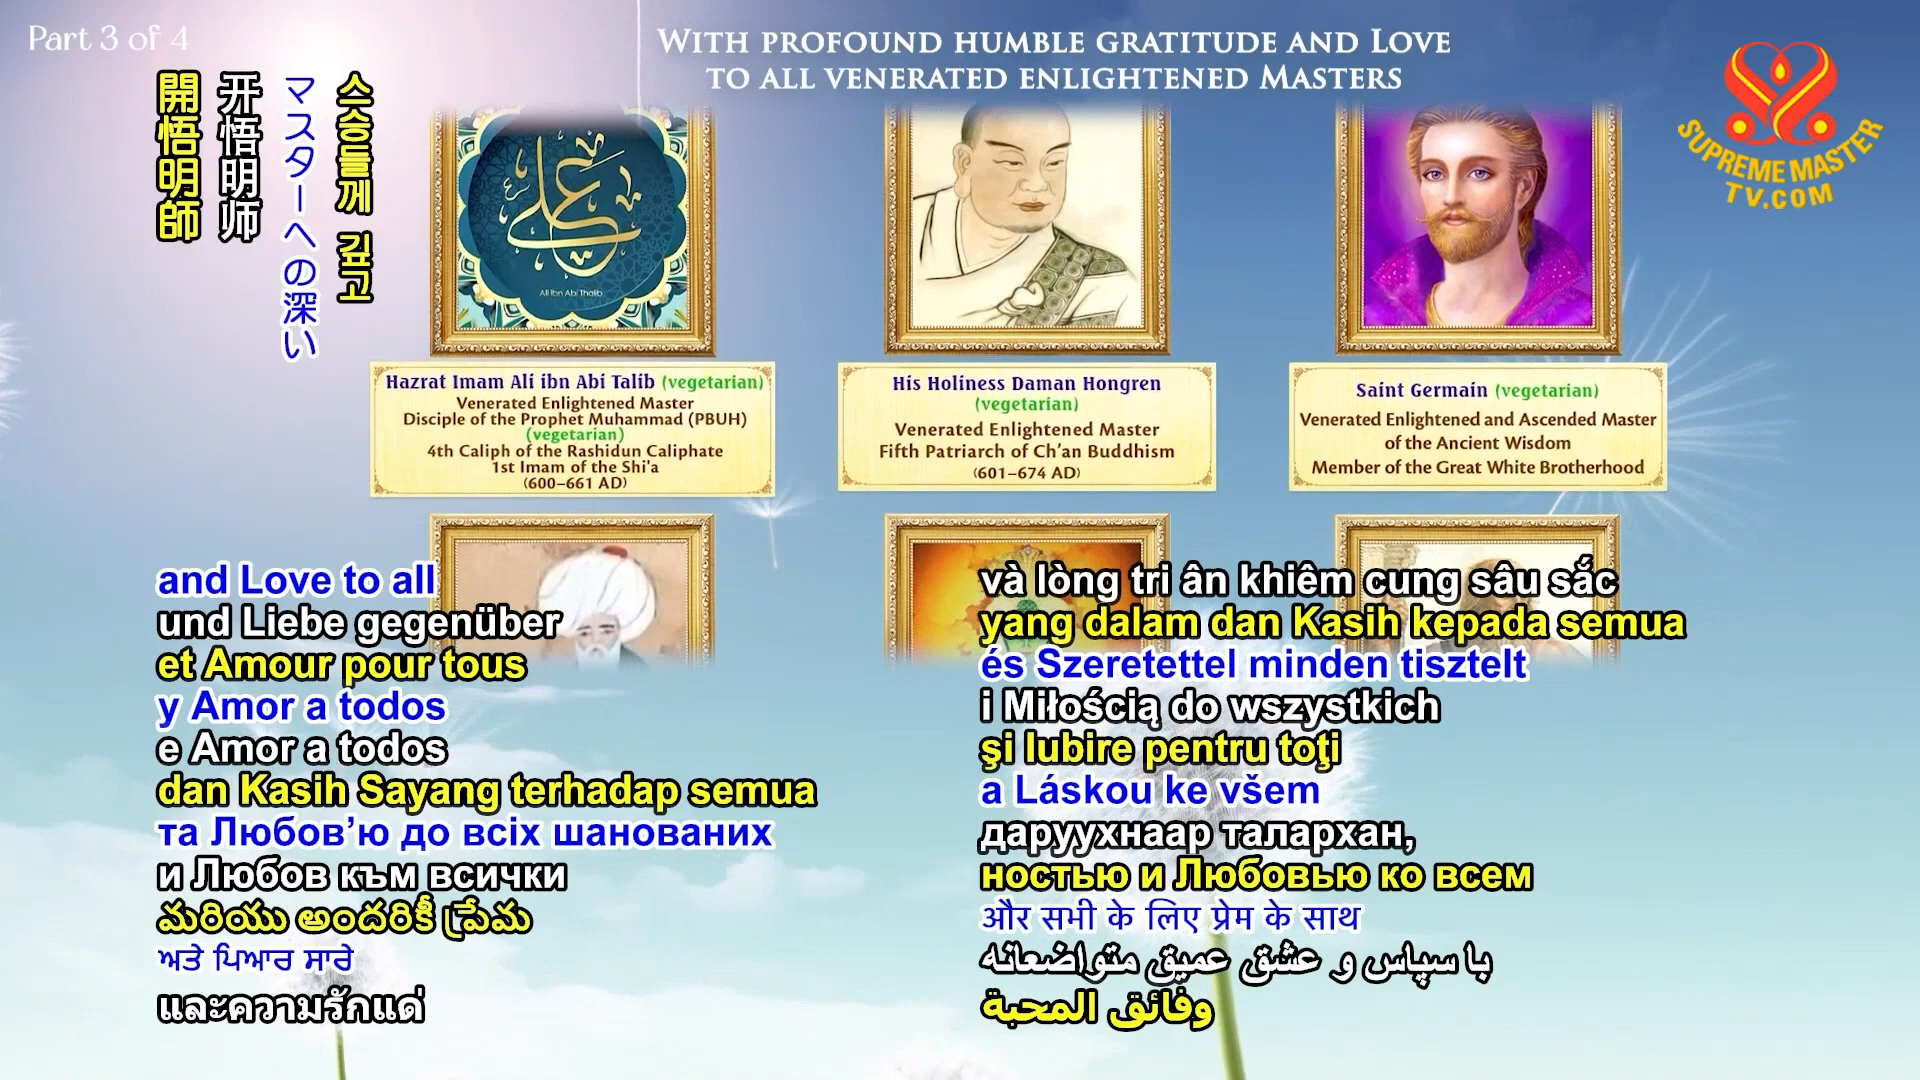 Part 3 of 4
WITH PROFOUND HUMBLE GRATITUDE AND LOVE
TO ALL VENERATED ENLIGHTENED MASTERS
SUPREME MASTER
TV.COM
開悟明師
开悟明师
マスターへの深い
스승들께 깊고
علي
Ali ibn Abi Thalib
Hazrat Imam Ali ibn Abi Talib (vegetarian)
Venerated Enlightened Master
Disciple of the Prophet Muhammad (PBUH)
(vegetarian)
4th Caliph of the Rashidun Caliphate
1st Imam of the Shi'a
(600–661 AD)
His Holiness Daman Hongren
(vegetarian)
Venerated Enlightened Master
Fifth Patriarch of Ch'an Buddhism
(601–674 AD)
Saint Germain (vegetarian)
Venerated Enlightened and Ascended Master
of the Ancient Wisdom
Member of the Great White Brotherhood
and Love to all
und Liebe gegenüber
et Amour pour tous
y Amor a todos
e Amor a todos
dan Kasih Sayang terhadap semua
та Любов’ю до всіх шанованих
и Любов към всички
మరియు అందరికీ ప్రేమ
ਅਤੇ ਪਿਆਰ ਸਾਰੇ
และความรักแด่
và lòng tri ân khiêm cung sâu sắc
yang dalam dan Kasih kepada semua
és Szeretettel minden tisztelt
i Miłością do wszystkich
şi Iubire pentru toţi
a Láskou ke všem
даруухнаар талархан,
ностью и Любовью ко всем
और सभी के लिए प्रेम के साथ
با سپاس و عشق عمیق متواضعانه
وفائق المحبة